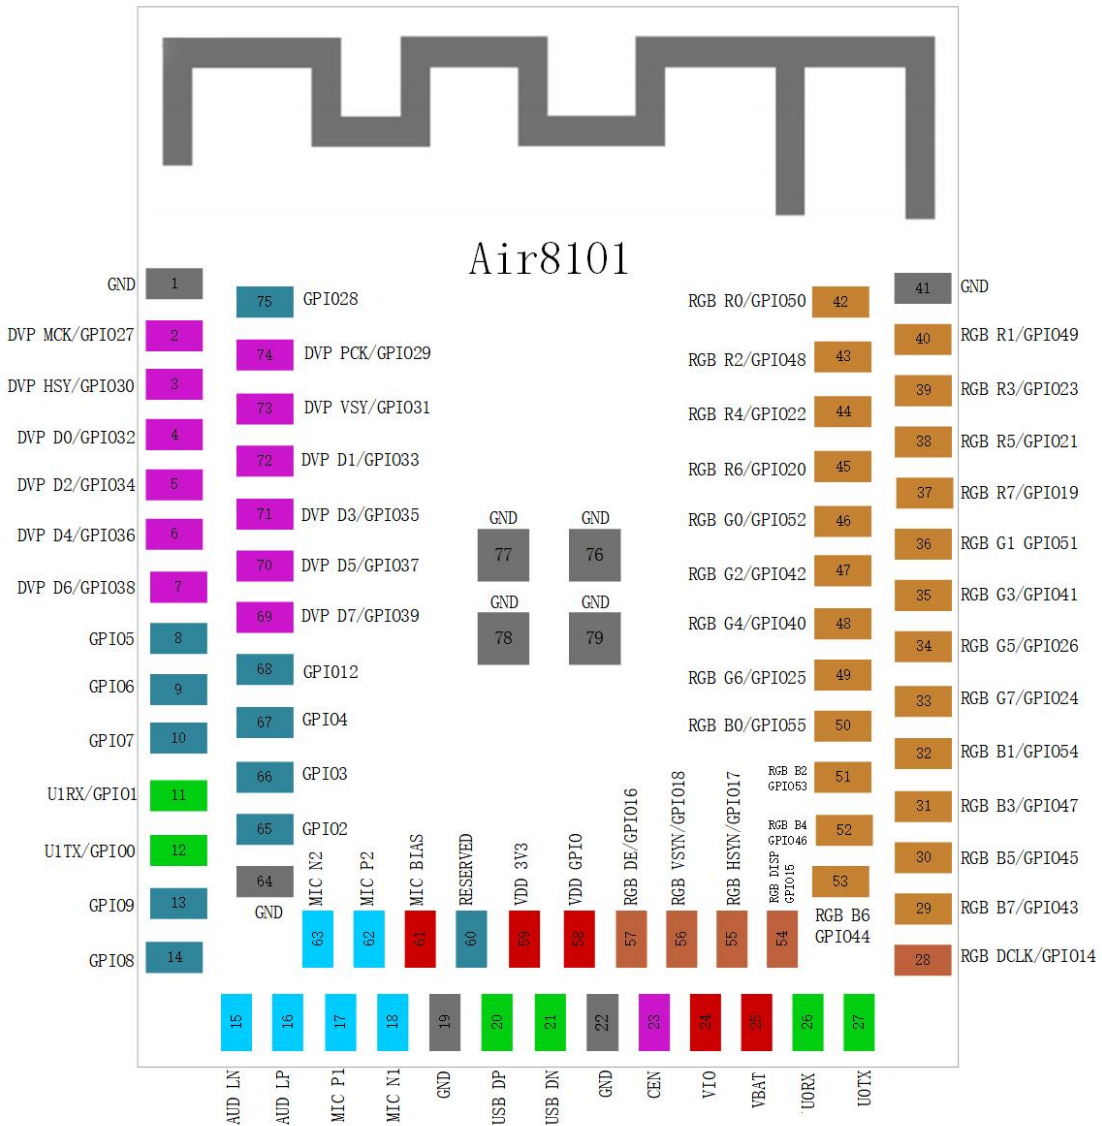 Air8101
GND
1
DVP MCK/GPIO27
2
DVP HSY/GPIO30
3
DVP D0/GPIO32
4
DVP D2/GPIO34
5
DVP D4/GPIO36
6
DVP D6/GPIO38
7
GPIO5
8
GPIO6
9
GPIO7
10
U1RX/GPIO1
11
U1TX/GPIO0
12
GPIO9
13
GPIO8
14
75
GPIO28
74
DVP PCK/GPIO29
73
DVP VSY/GPIO31
72
DVP D1/GPIO33
71
DVP D3/GPIO35
70
DVP D5/GPIO37
69
DVP D7/GPIO39
68
GPIO12
67
GPIO4
66
GPIO3
65
GPIO2
64
GND
GND
77
GND
76
GND
78
GND
79
RGB R0/GPIO50
42
RGB R2/GPIO48
43
RGB R4/GPIO22
44
RGB R6/GPIO20
45
RGB G0/GPIO52
46
RGB G2/GPIO42
47
RGB G4/GPIO40
48
RGB G6/GPIO25
49
RGB B0/GPIO55
50
RGB B2
GPIO53
51
RGB B4
GPIO46
52
53
RGB B6
GPIO44
41
GND
40
RGB R1/GPIO49
39
RGB R3/GPIO23
38
RGB R5/GPIO21
37
RGB R7/GPIO19
36
RGB G1 GPIO51
35
RGB G3/GPIO41
34
RGB G5/GPIO26
33
RGB G7/GPIO24
32
RGB B1/GPIO54
31
RGB B3/GPIO47
30
RGB B5/GPIO45
29
RGB B7/GPIO43
28
RGB DCLK/GPIO14
MIC N2
63
MIC P2
62
MIC BIAS
61
RESERVED
60
VDD 3V3
59
VDD GPIO
58
RGB DE/GPIO16
57
RGB VSYN/GPIO18
56
RGB HSYN/GPIO17
55
RGB DISP
GPIO15
54
15
AUD LN
16
AUD LP
17
MIC P1
18
MIC N1
19
GND
20
USB DP
21
USB DN
22
GND
23
CEN
24
VIO
25
VBAT
26
U0RX
27
U0TX